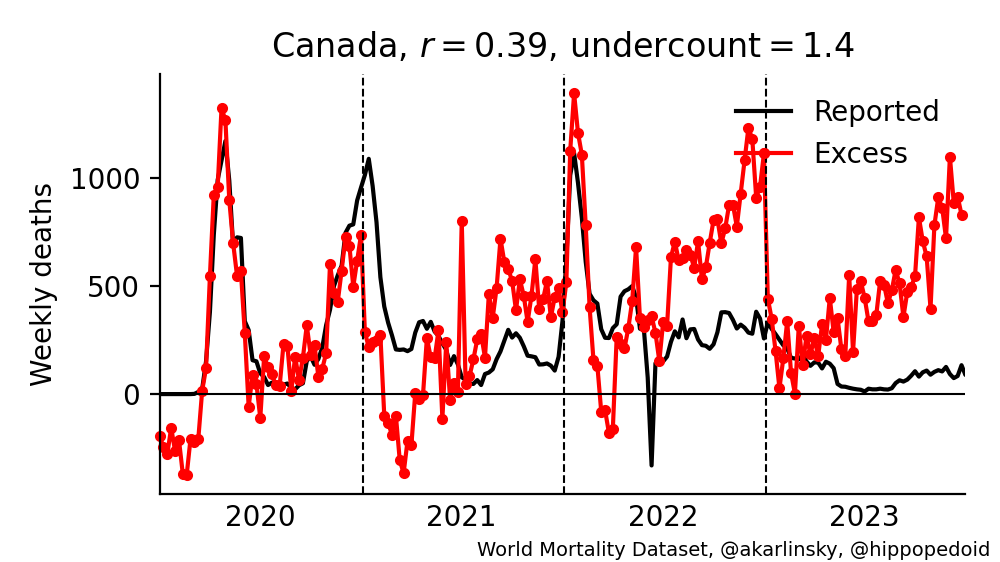 Canada, r = 0.39, undercount = 1.4
Reported
Excess
Weekly deaths
1000
500
0
2020 2021 2022 2023
World Mortality Dataset, @akarlinsky, @hippopedoid